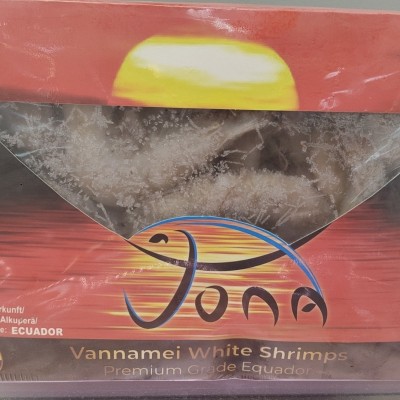 Jona
rkunft/
Alkuperä/
e: ECUADOR
Vannamei White Shrimps
Premium Grade Equador